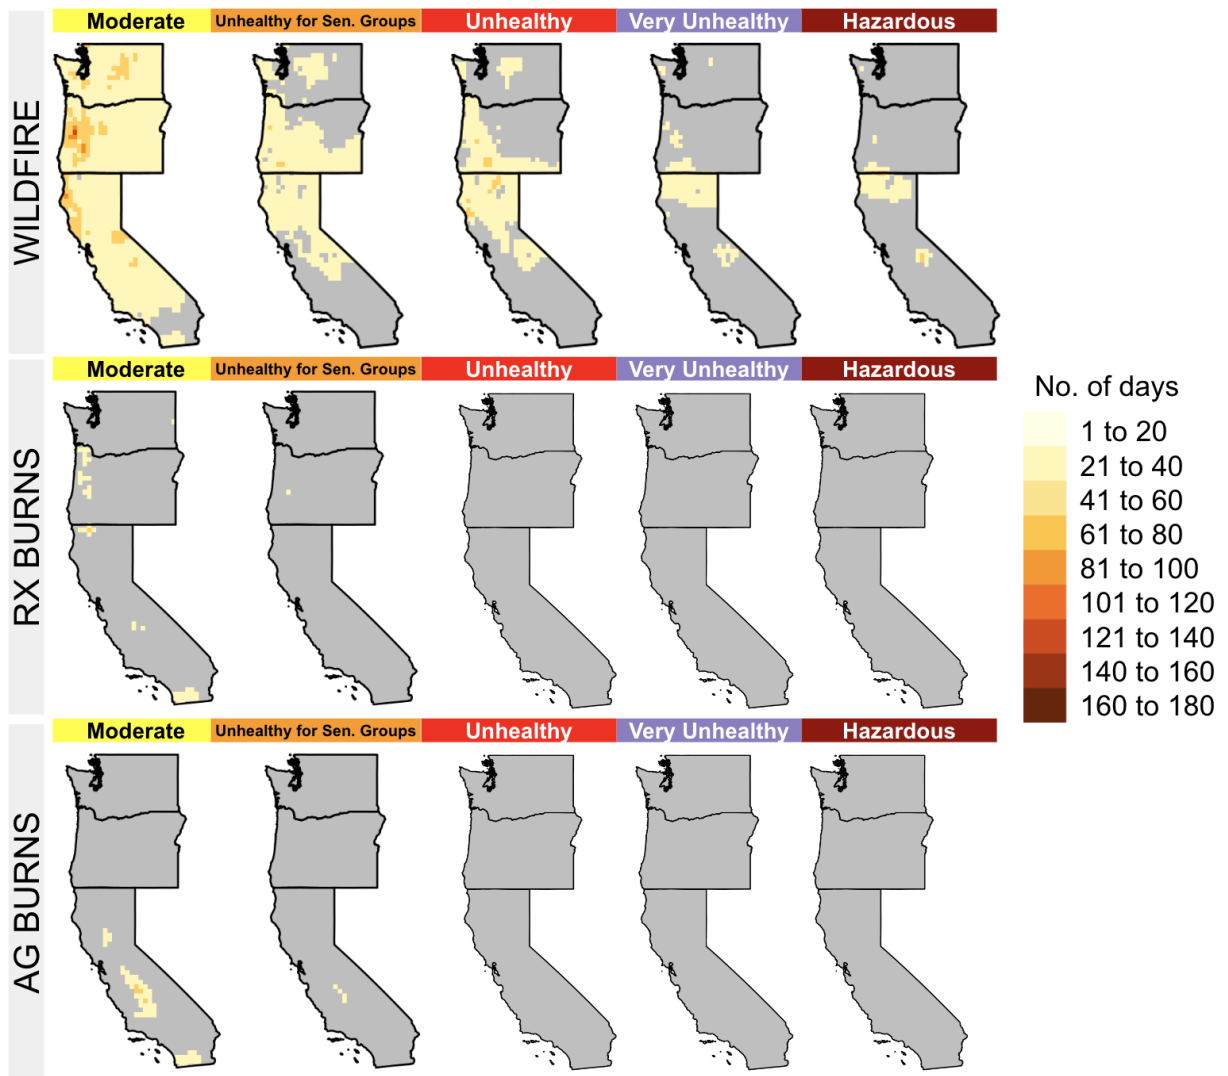 Moderate
Unhealthy for Sen. Groups
Unhealthy
Very Unhealthy
Hazardous
WILDFIRE
Moderate
Unhealthy for Sen. Groups
Unhealthy
Very Unhealthy
Hazardous
RX BURNS
Moderate
Unhealthy for Sen. Groups
Unhealthy
Very Unhealthy
Hazardous
AG BURNS
No. of days
1 to 20
21 to 40
41 to 60
61 to 80
81 to 100
101 to 120
121 to 140
140 to 160
160 to 180